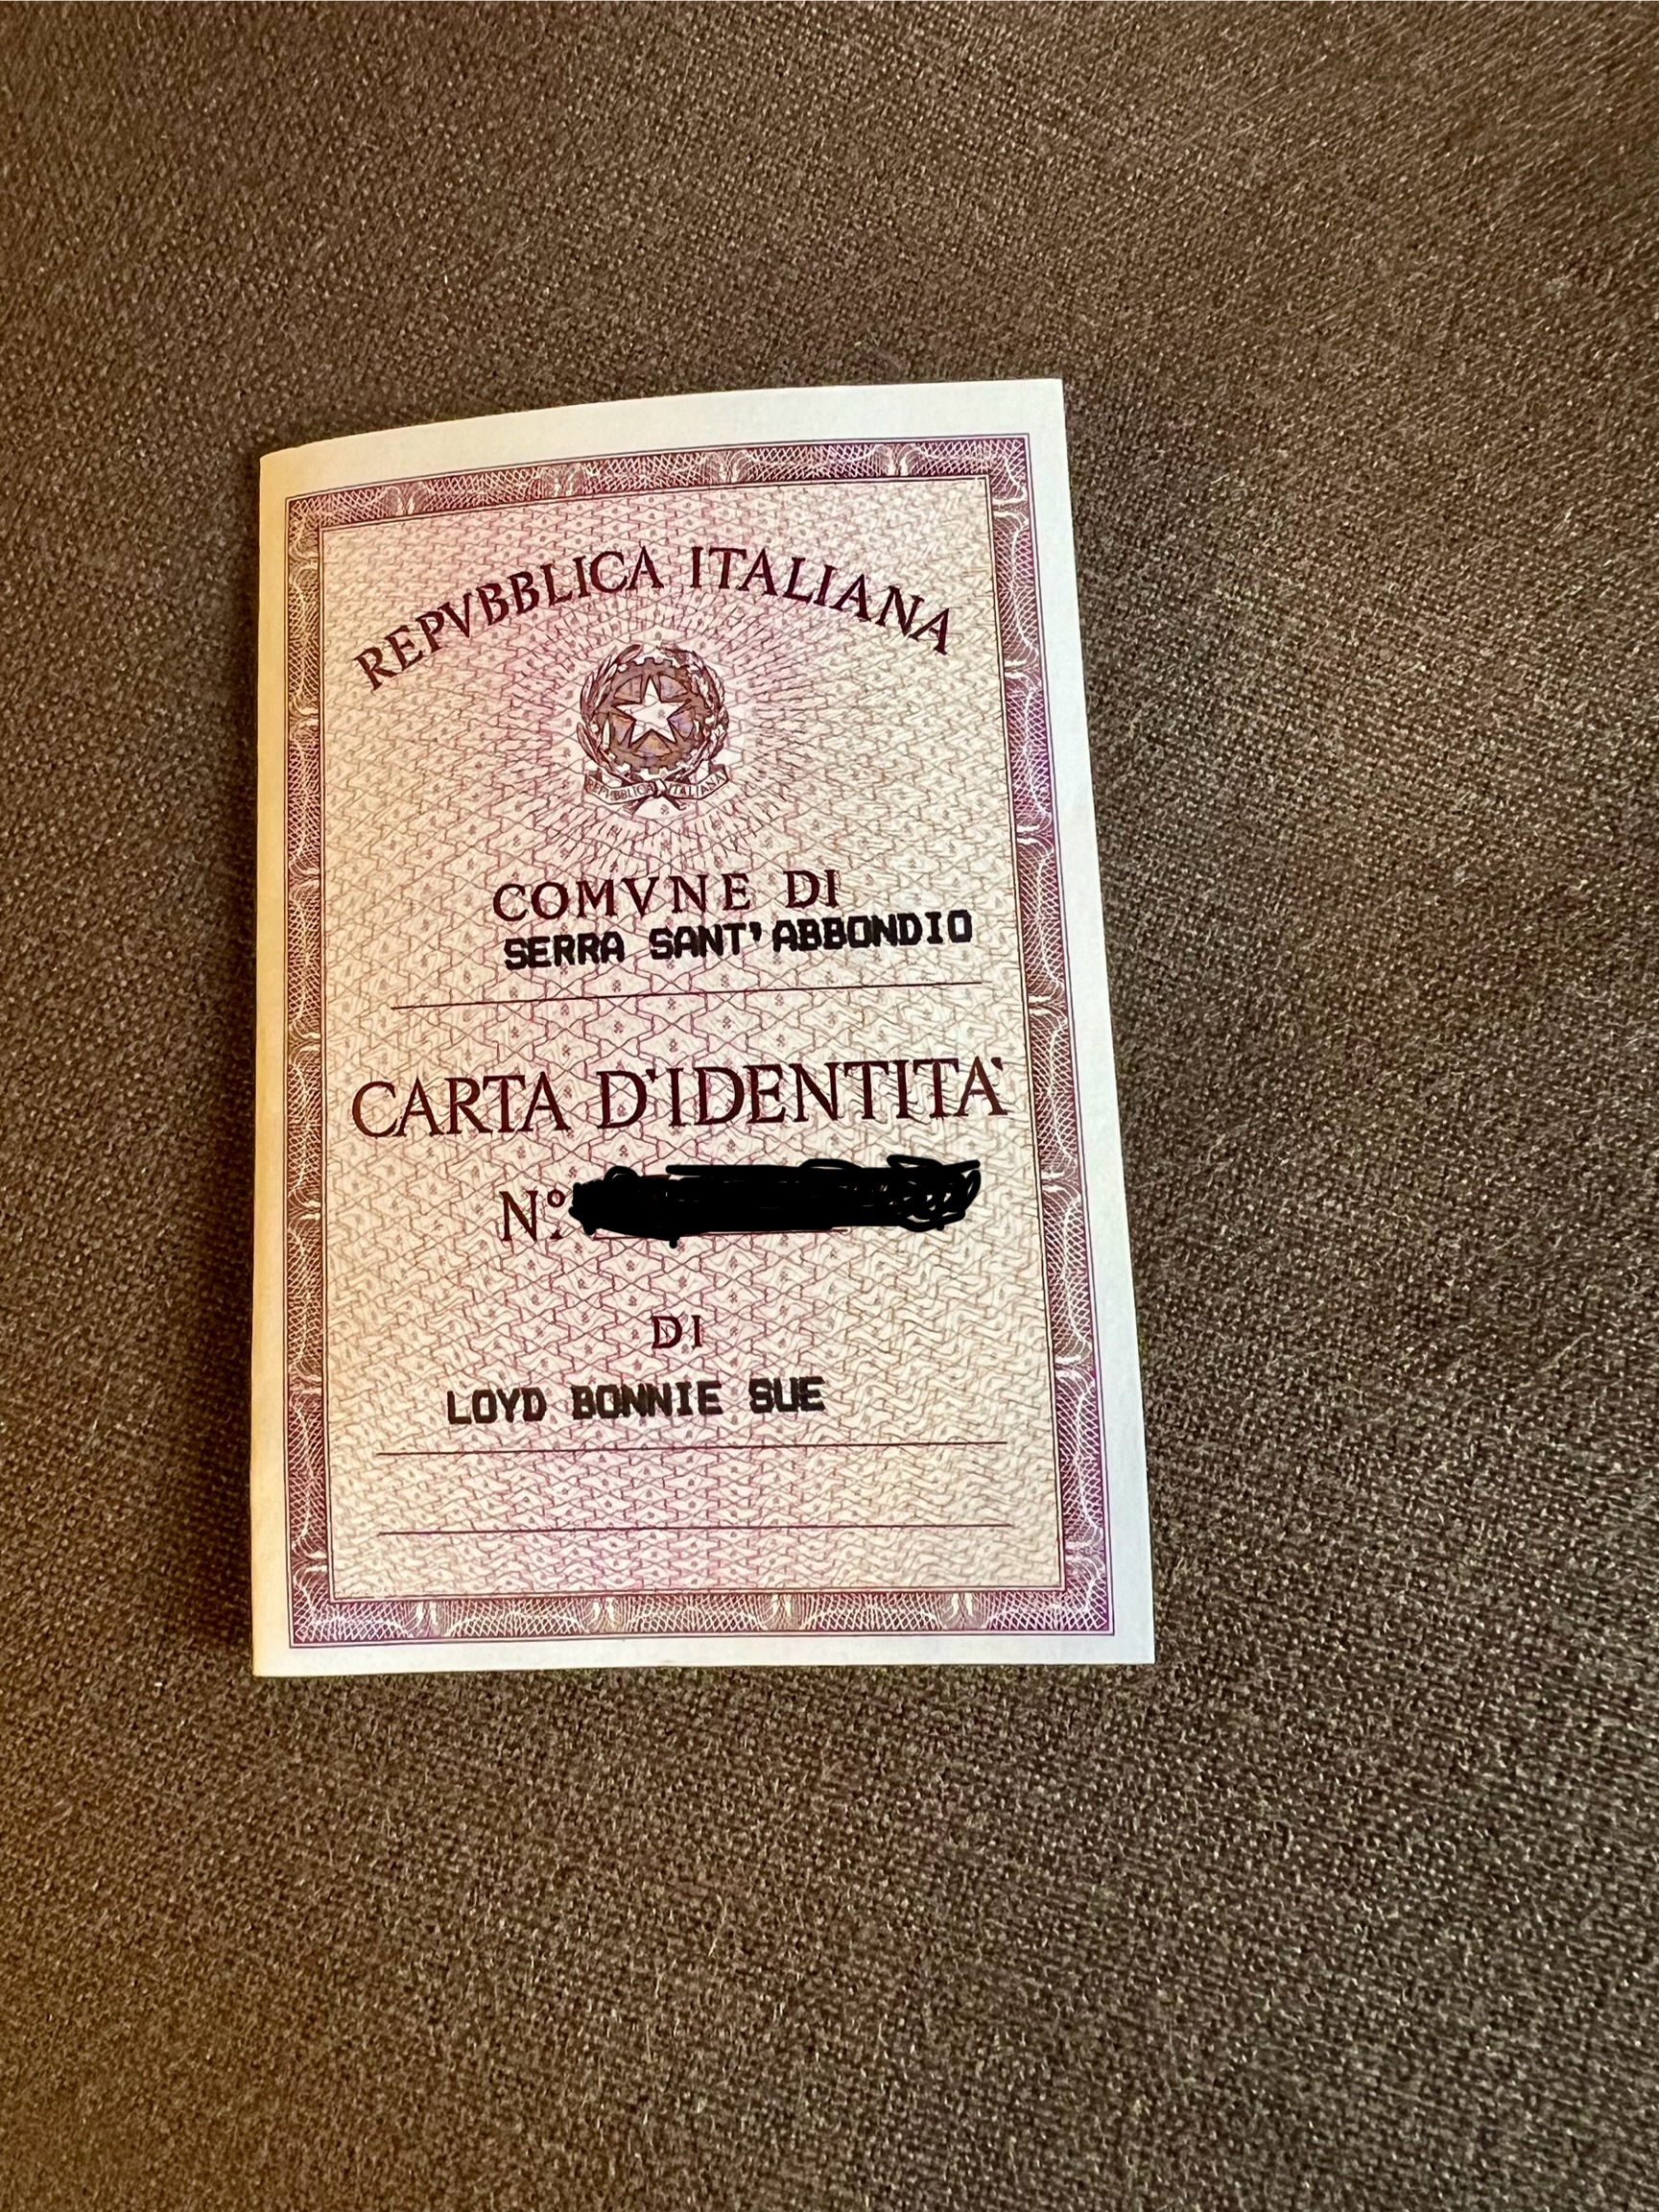 REPVBBLICA ITALIANA
REPVBBLICA ITALIANA
COMVNE DI
SERRA SANT'ABBONDIO
CARTA D'IDENTITA'
N.º
DI
LOYD BONNIE SUE